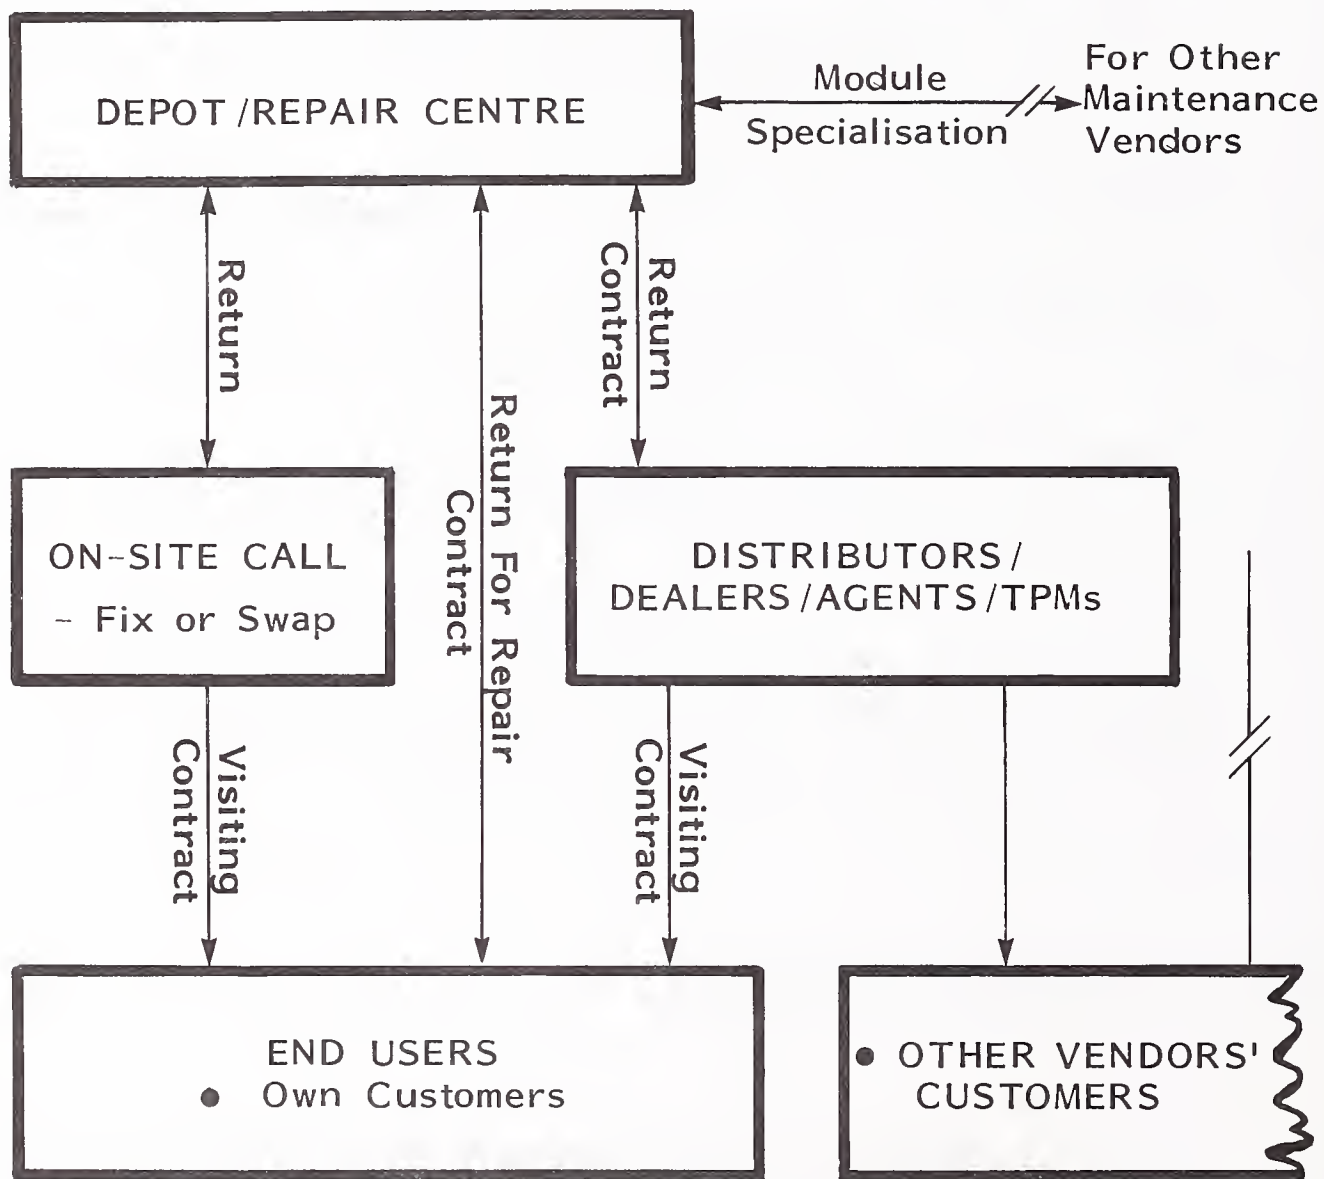 DEPOT/REPAIR CENTRE
Module
Specialisation
For Other
Maintenance
Vendors
Return
Return For Repair
Contract
Return
Contract
ON-SITE CALL
- Fix or Swap
DISTRIBUTORS/
DEALERS/AGENTS/TPMs
Visiting
Contract
Visiting
Contract
END USERS
• Own Customers
• OTHER VENDORS'
CUSTOMERS